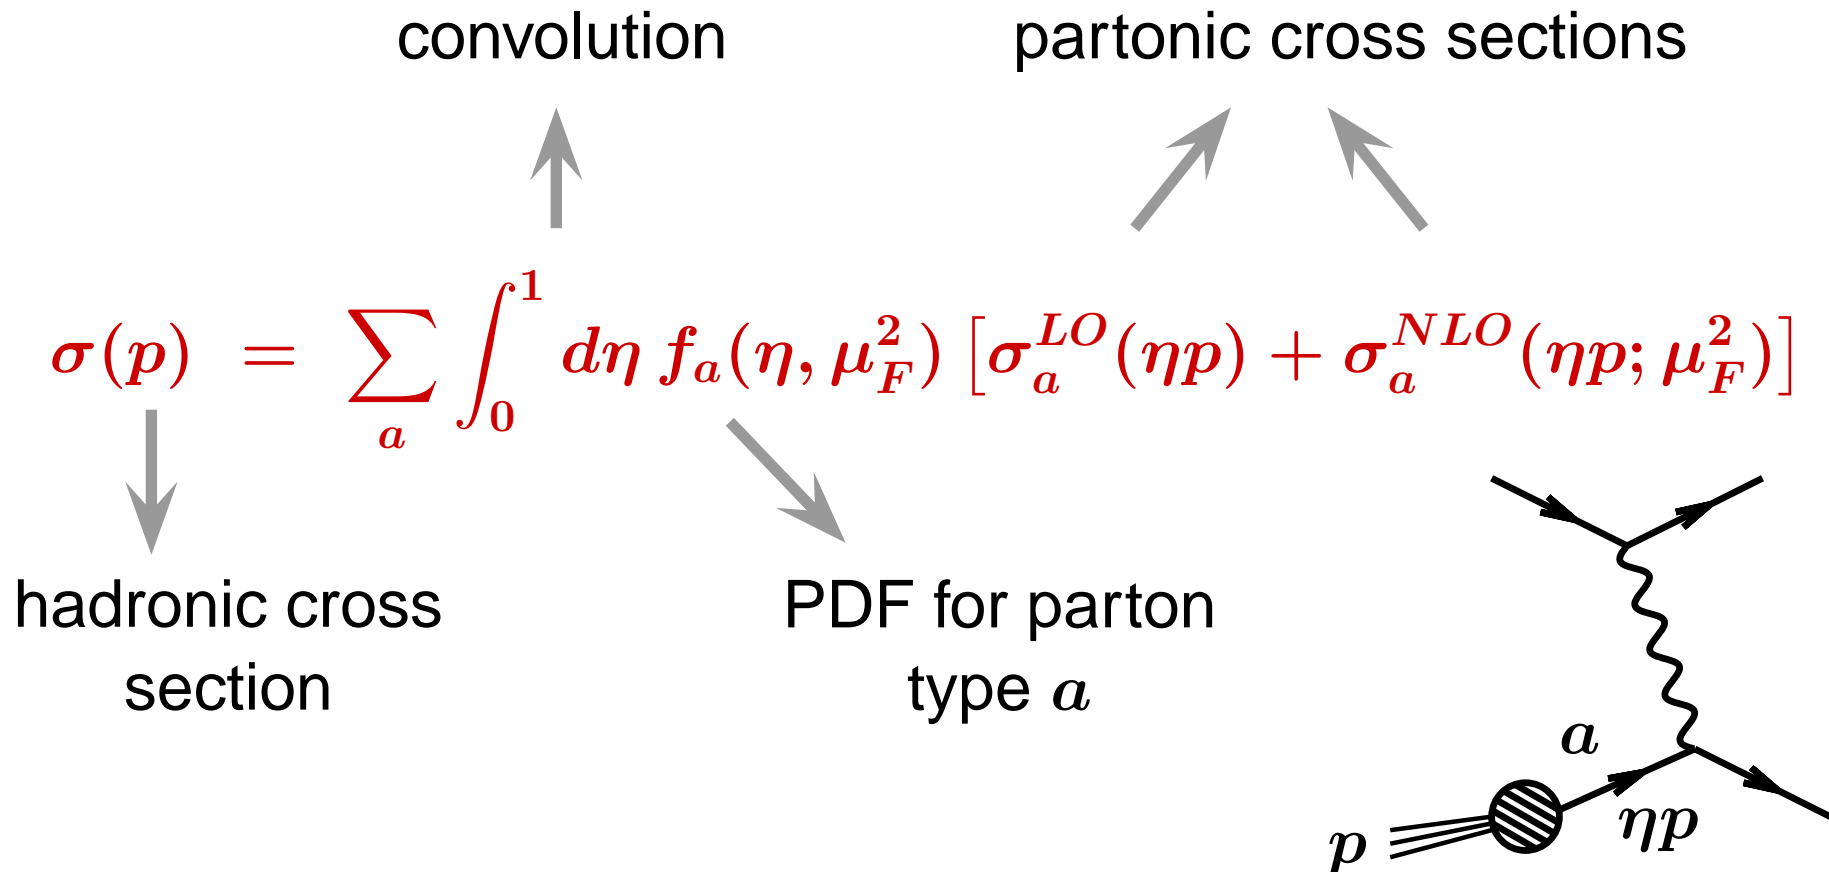 convolution partonic cross sections
σ(p) = ∑_a ∫_0^1 dη f_a(η, μ_F^2) [σ_a^{LO}(ηp) + σ_a^{NLO}(ηp; μ_F^2)]
hadronic cross section
PDF for parton type a
a
ηp
p